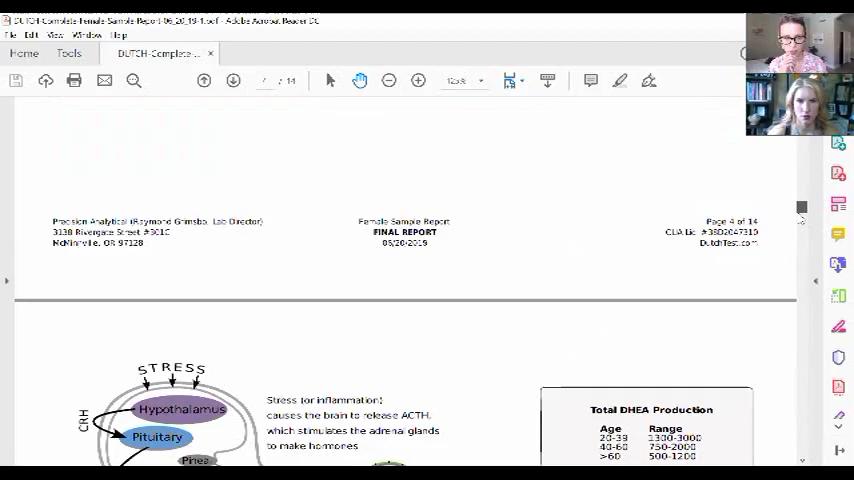 DUTCH-Complete-Female-Sample-Report-06_20_19-1.pdf - Adobe Acrobat Reader DC
File Edit View Window Help
Home Tools DUTCH-Complete-... ×
/ 14 125%
Precision Analytical (Raymond Grimsbo, Lab Director)
3138 Rivergate Street #301C
McMinnville, OR 97128
Female Sample Report
FINAL REPORT
06/20/2019
Page 4 of 14
CLIA Lic. #38D2047310
DutchTest.com
STRESS
Hypothalamus
CRH
Pituitary
Pineal
Stress (or inflammation)
causes the brain to release ACTH,
which stimulates the adrenal glands
to make hormones
Total DHEA Production
Age Range
20-39 1300-3000
40-60 750-2000
>60 500-1200